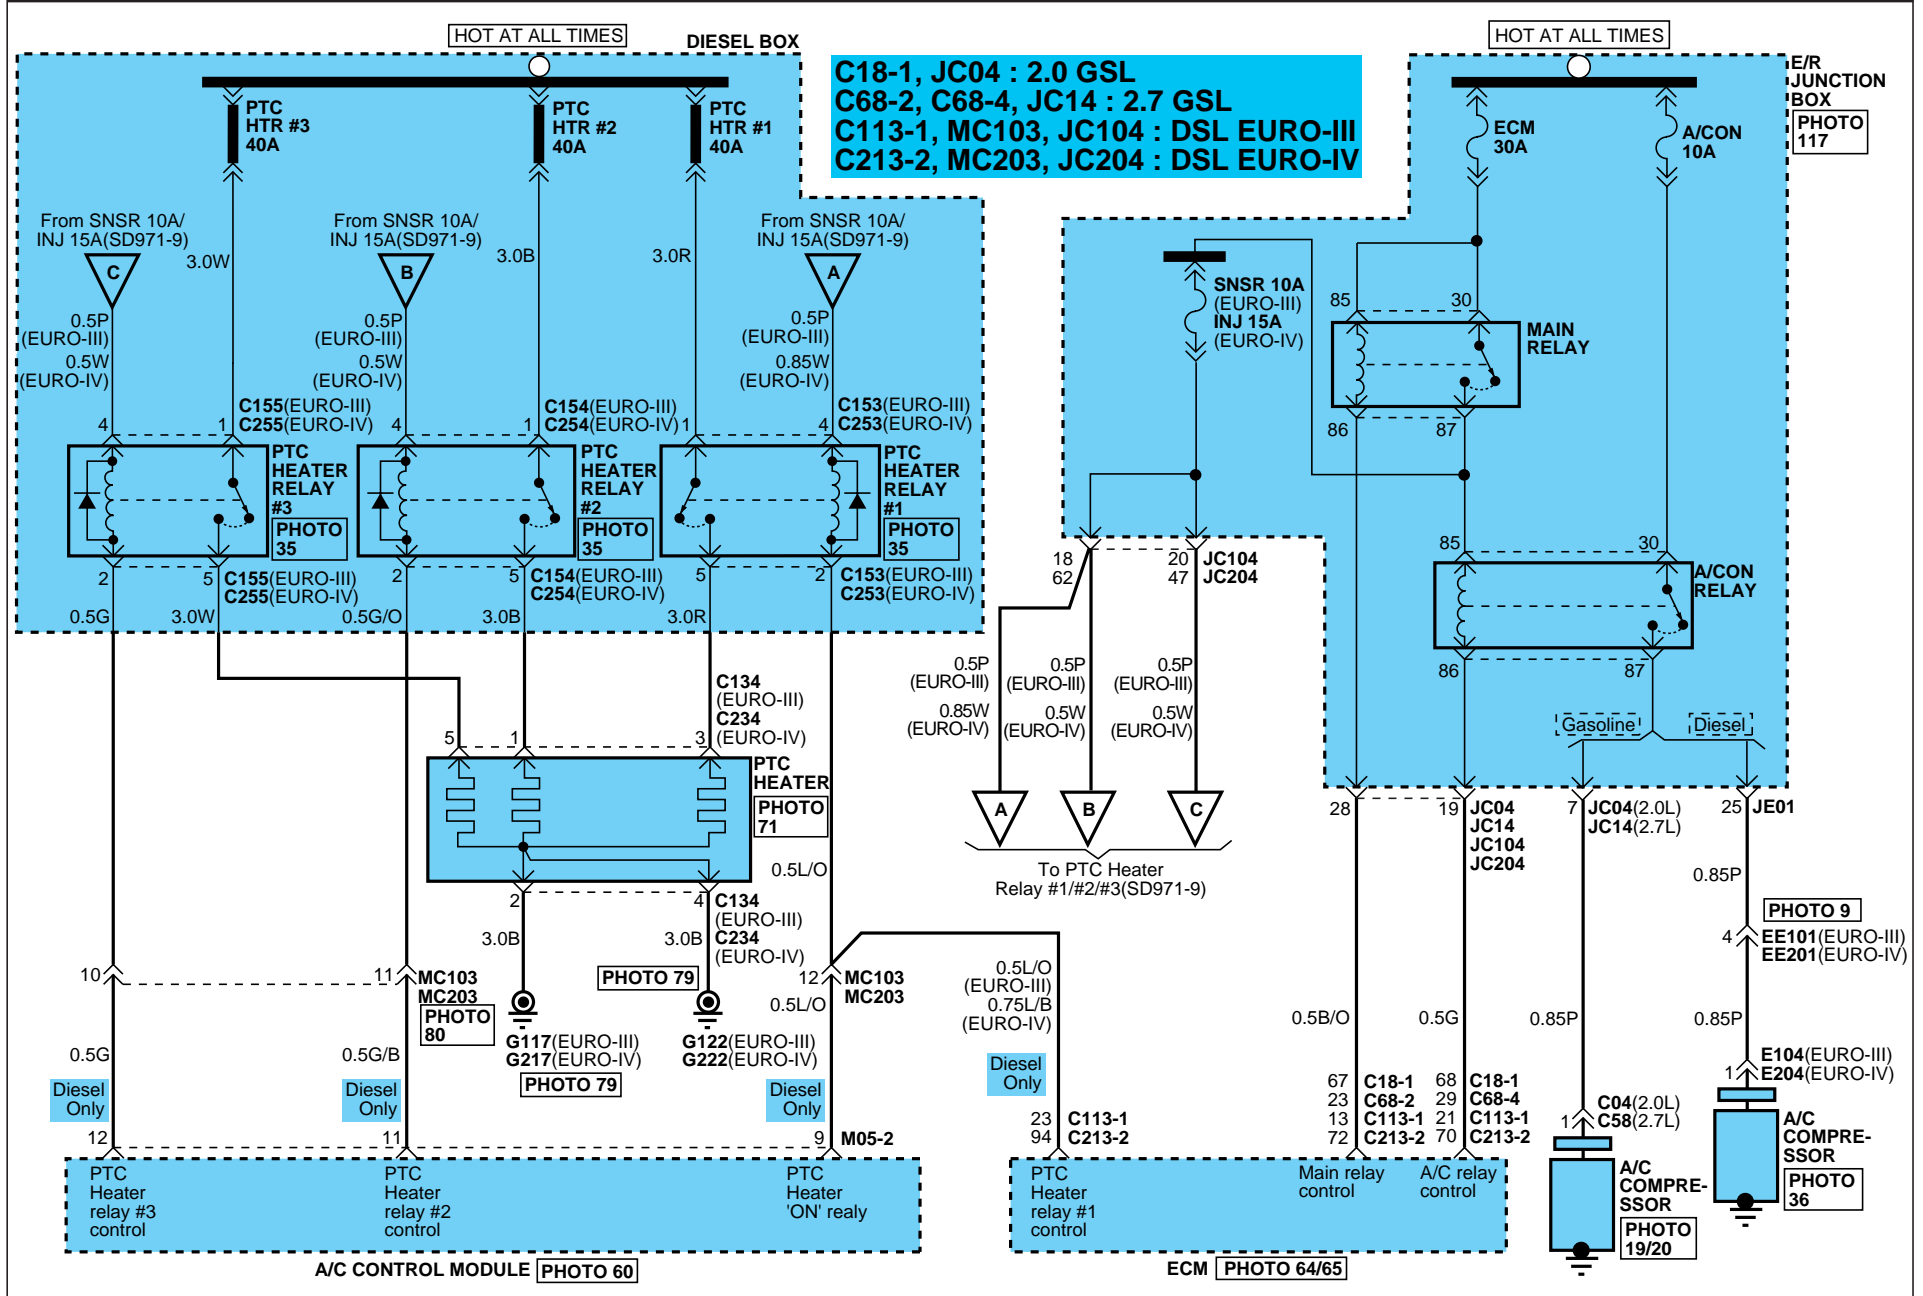 HOT AT ALL TIMES
DIESEL BOX
HOT AT ALL TIMES
C18-1, JC04 : 2.0 GSL
C68-2, C68-4, JC14 : 2.7 GSL
C113-1, MC103, JC104 : DSL EURO-III
C213-2, MC203, JC204 : DSL EURO-IV
E/R
JUNCTION
BOX
PHOTO
117
PTC
HTR #3
40A
PTC
HTR #2
40A
PTC
HTR #1
40A
ECM
30A
A/CON
10A
From SNSR 10A/
INJ 15A(SD971-9)
C
3.0W
From SNSR 10A/
INJ 15A(SD971-9)
B
3.0B
3.0R
From SNSR 10A/
INJ 15A(SD971-9)
A
SNSR 10A
(EURO-III)
INJ 15A
(EURO-IV)
85
30
MAIN
RELAY
86
87
0.5P
(EURO-III)
0.5W
(EURO-IV)
0.5P
(EURO-III)
0.5W
(EURO-IV)
0.5P
(EURO-III)
0.85W
(EURO-IV)
4
1
C155(EURO-III)
C255(EURO-IV)
4
1
C154(EURO-III)
C254(EURO-IV)
1
4
C153(EURO-III)
C253(EURO-IV)
PTC
HEATER
RELAY
#3
PHOTO
35
PTC
HEATER
RELAY
#2
PHOTO
35
PTC
HEATER
RELAY
#1
PHOTO
35
2
5
C155(EURO-III)
C255(EURO-IV)
2
5
C154(EURO-III)
C254(EURO-IV)
5
2
C153(EURO-III)
C253(EURO-IV)
0.5G
3.0W
0.5G/O
3.0B
3.0R
18
62
20
47
JC104
JC204
85
30
A/CON
RELAY
86
87
0.5P
(EURO-III)
0.85W
(EURO-IV)
0.5P
(EURO-III)
0.5W
(EURO-IV)
0.5P
(EURO-III)
0.5W
(EURO-IV)
Gasoline
Diesel
C134
(EURO-III)
C234
(EURO-IV)
5
1
3
PTC
HEATER
PHOTO
71
A
B
C
To PTC Heater
Relay #1/#2/#3(SD971-9)
28
19
JC04
JC14
JC104
JC204
7
JC04(2.0L)
JC14(2.7L)
25
JE01
0.5L/O
0.85P
2
4
C134
(EURO-III)
C234
(EURO-IV)
3.0B
3.0B
PHOTO 9
4
EE101(EURO-III)
EE201(EURO-IV)
10
11
MC103
MC203
PHOTO
80
PHOTO 79
12
MC103
MC203
0.5L/O
0.5L/O
(EURO-III)
0.75L/B
(EURO-IV)
G117(EURO-III)
G217(EURO-IV)
PHOTO 79
G122(EURO-III)
G222(EURO-IV)
0.5B/O
0.5G
0.85P
0.85P
0.5G
0.5G/B
Diesel
Only
Diesel
Only
Diesel
Only
Diesel
Only
E104(EURO-III)
1
E204(EURO-IV)
12
11
9
M05-2
23
94
C113-1
C213-2
67
23
13
72
C18-1
C68-2
C113-1
C213-2
68
29
21
70
C18-1
C68-4
C113-1
C213-2
1
C04(2.0L)
C58(2.7L)
A/C
COMPRE-
SSOR
PHOTO
36
PTC
Heater
relay #3
control
PTC
Heater
relay #2
control
PTC
Heater
'ON' realy
PTC
Heater
relay #1
control
Main relay
control
A/C relay
control
A/C
COMPRE-
SSOR
PHOTO
19/20
A/C CONTROL MODULE
PHOTO 60
ECM
PHOTO 64/65